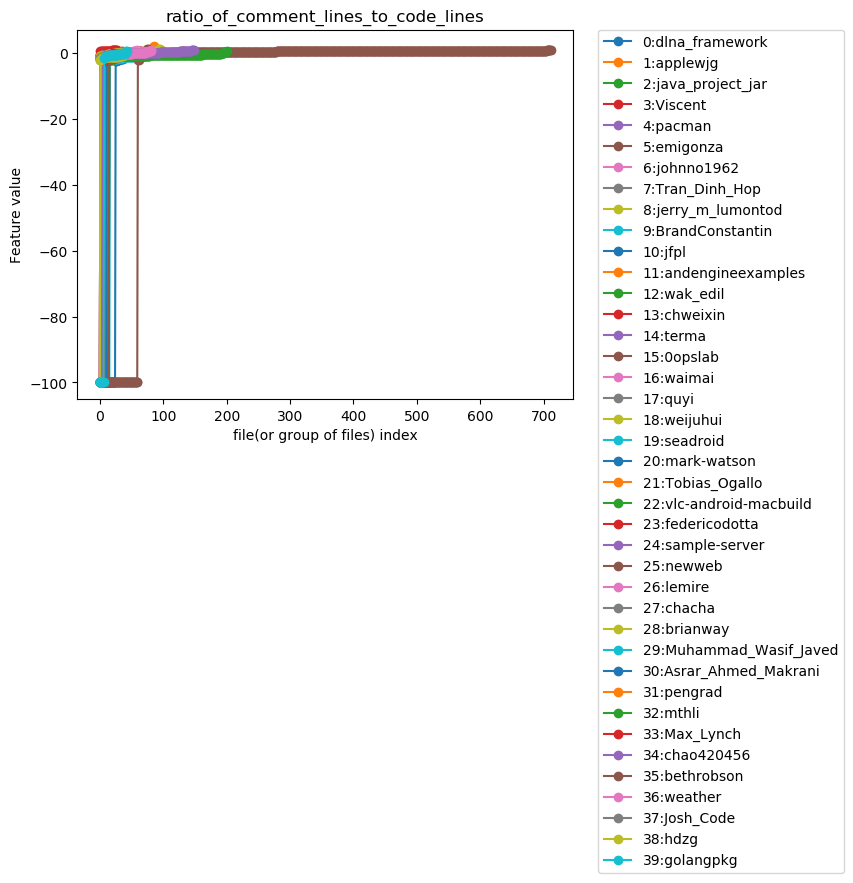 ratio_of_comment_lines_to_code_lines
Feature value
0
−20
−40
−60
−80
−100
0 100 200 300 400 500 600 700
file(or group of files) index
0:dlna_framework
1:applewjg
2:java_project_jar
3:Viscent
4:pacman
5:emigonza
6:johnno1962
7:Tran_Dinh_Hop
8:jerry_m_lumontod
9:BrandConstantin
10:jfpl
11:andengineexamples
12:wak_edil
13:chweixin
14:terma
15:0opslab
16:waimai
17:quyi
18:weijuhui
19:seadroid
20:mark-watson
21:Tobias_Ogallo
22:vlc-android-macbuild
23:federicodotta
24:sample-server
25:newweb
26:lemire
27:chacha
28:brianway
29:Muhammad_Wasif_Javed
30:Asrar_Ahmed_Makrani
31:pengrad
32:mthli
33:Max_Lynch
34:chao420456
35:bethrobson
36:weather
37:Josh_Code
38:hdzg
39:golangpkg